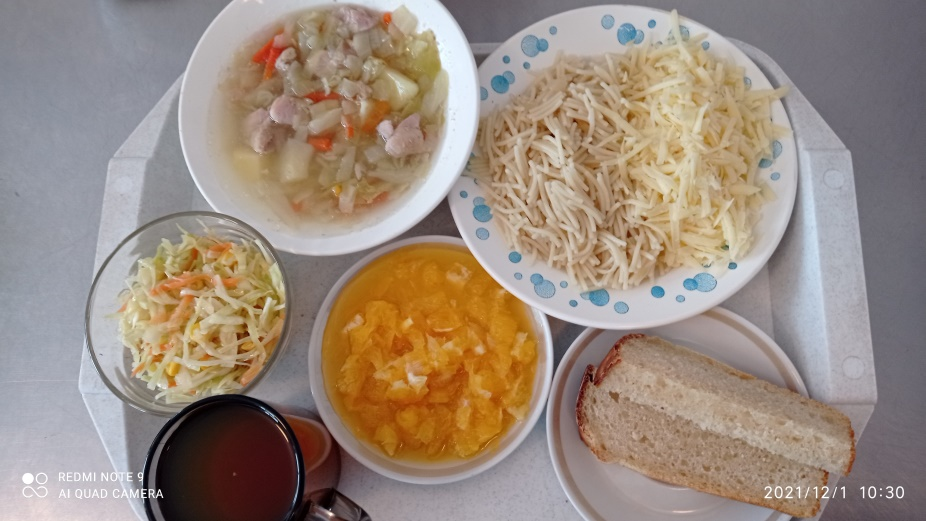 REDMI NOTE 9
AI QUAD CAMERA
2021/12/1 10:30